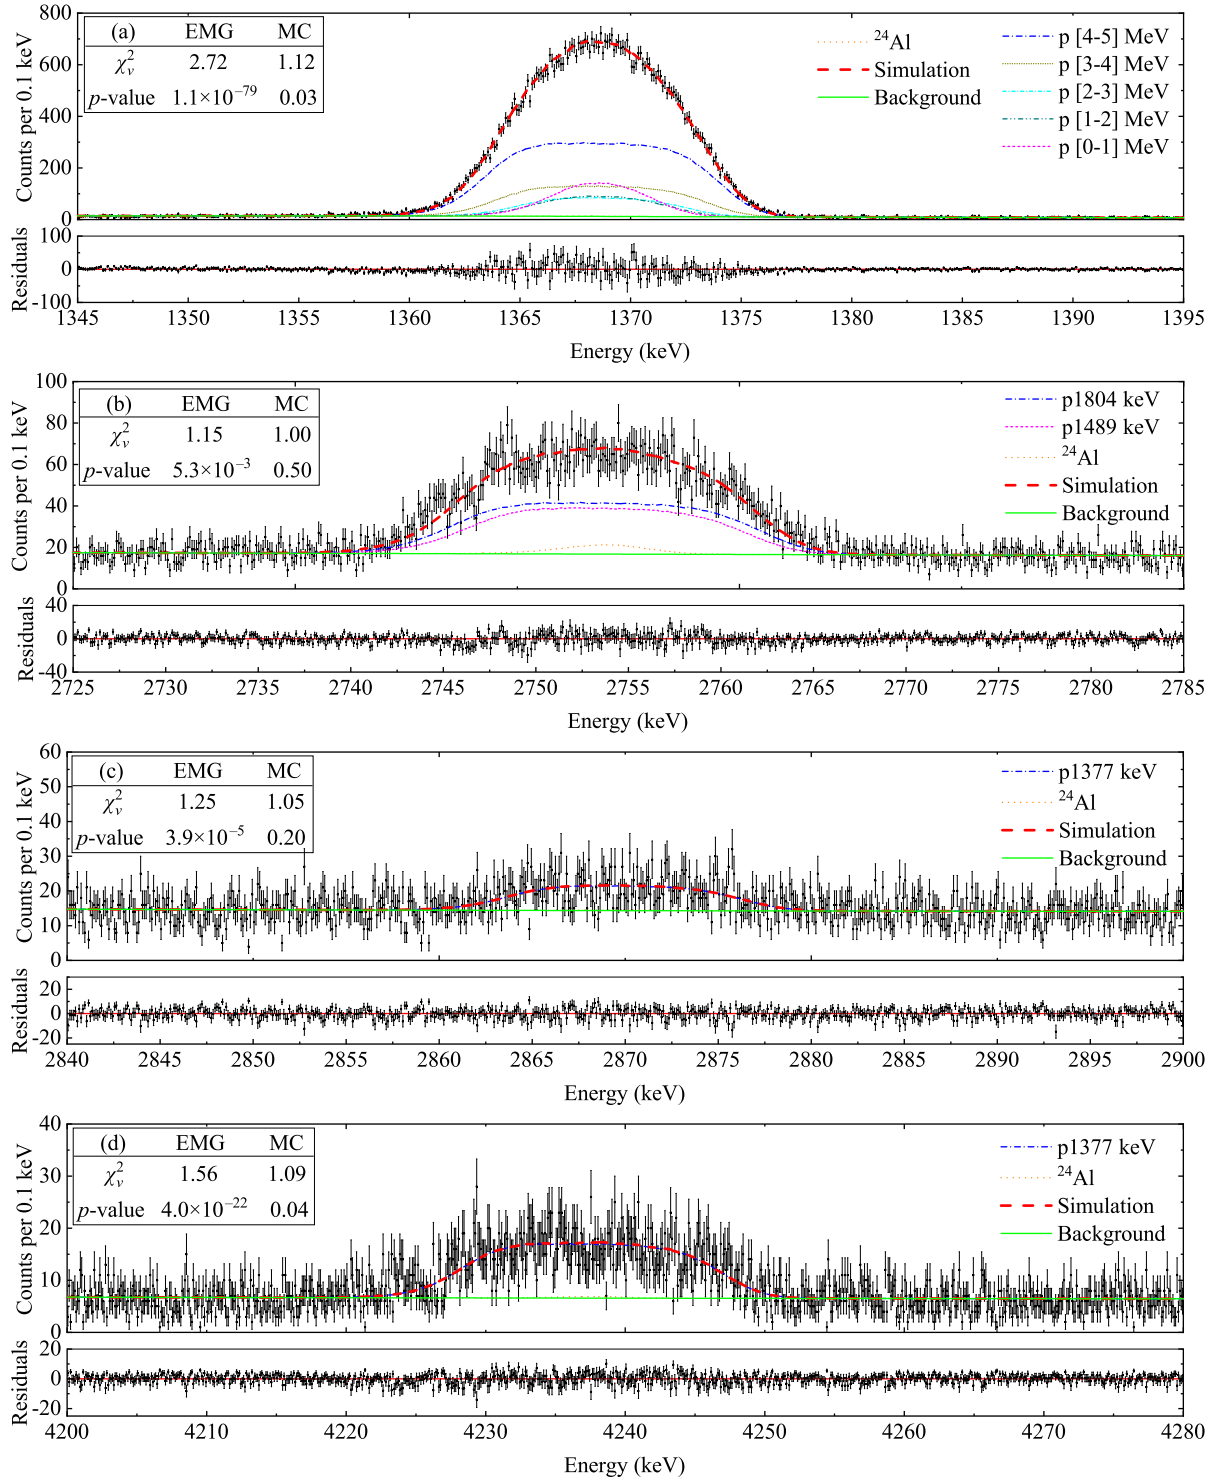 (a) EMG MC
χ²ᵥ 2.72 1.12
p-value 1.1×10⁻⁷⁹ 0.03
²⁴Al
Simulation
Background
p [4-5] MeV
p [3-4] MeV
p [2-3] MeV
p [1-2] MeV
p [0-1] MeV
Counts per 0.1 keV
800
600
400
200
0
Residuals
100
0
-100
1345 1350 1355 1360 1365 1370 1375 1380 1385 1390 1395
Energy (keV)
(b) EMG MC
χ²ᵥ 1.15 1.00
p-value 5.3×10⁻³ 0.50
p1804 keV
p1489 keV
²⁴Al
Simulation
Background
Counts per 0.1 keV
100
80
60
40
20
0
Residuals
40
0
-40
2725 2730 2735 2740 2745 2750 2755 2760 2765 2770 2775 2780 2785
Energy (keV)
(c) EMG MC
χ²ᵥ 1.25 1.05
p-value 3.9×10⁻⁵ 0.20
p1377 keV
²⁴Al
Simulation
Background
Counts per 0.1 keV
60
50
40
30
20
10
0
Residuals
20
0
-20
2840 2845 2850 2855 2860 2865 2870 2875 2880 2885 2890 2895 2900
Energy (keV)
(d) EMG MC
χ²ᵥ 1.56 1.09
p-value 4.0×10⁻²² 0.04
p1377 keV
²⁴Al
Simulation
Background
Counts per 0.1 keV
40
30
20
10
0
Residuals
20
0
-20
4200 4210 4220 4230 4240 4250 4260 4270 4280
Energy (keV)